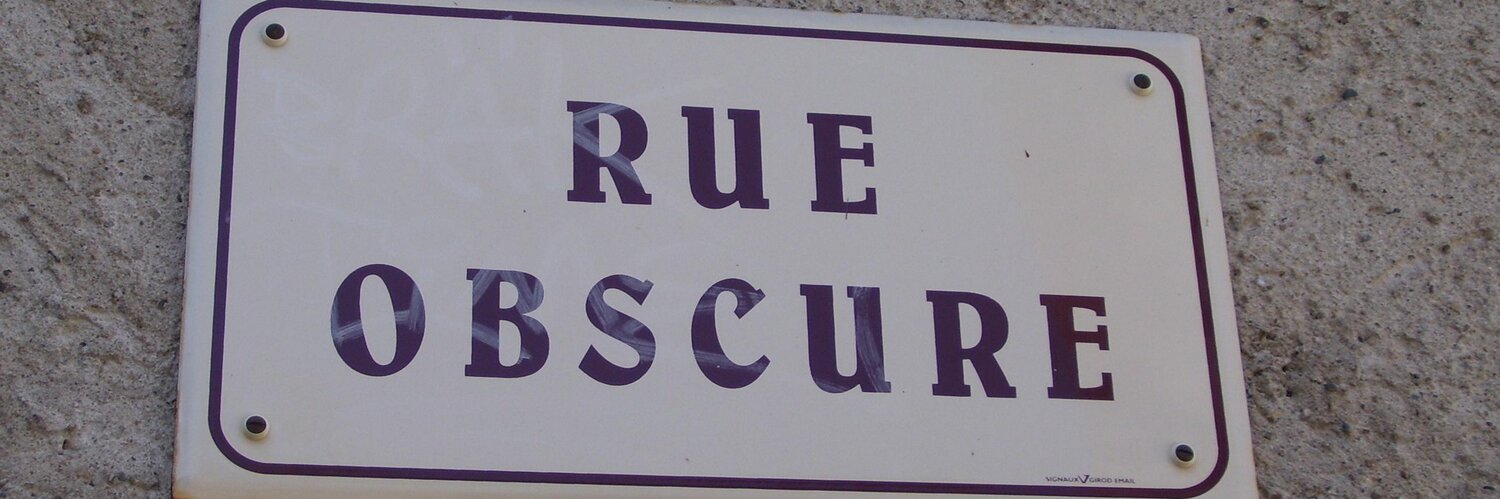 RUE
OBSCURE
SIGNAUX GIROD EMAIL